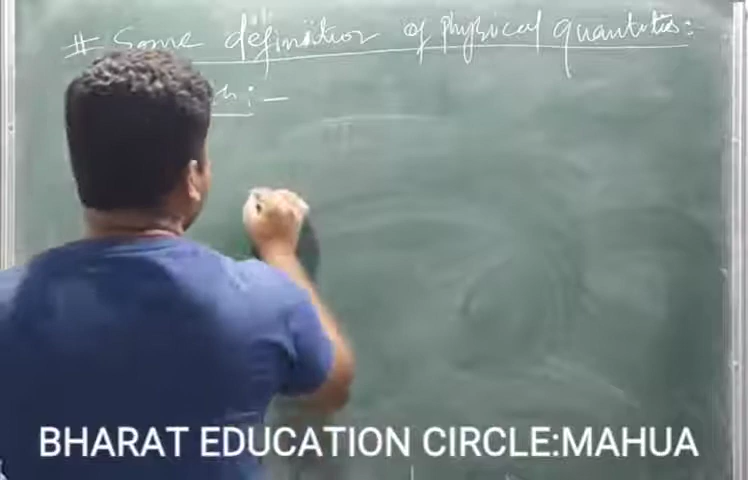 # Some definition of physical quantities:
h:-
BHARAT EDUCATION CIRCLE:MAHUA